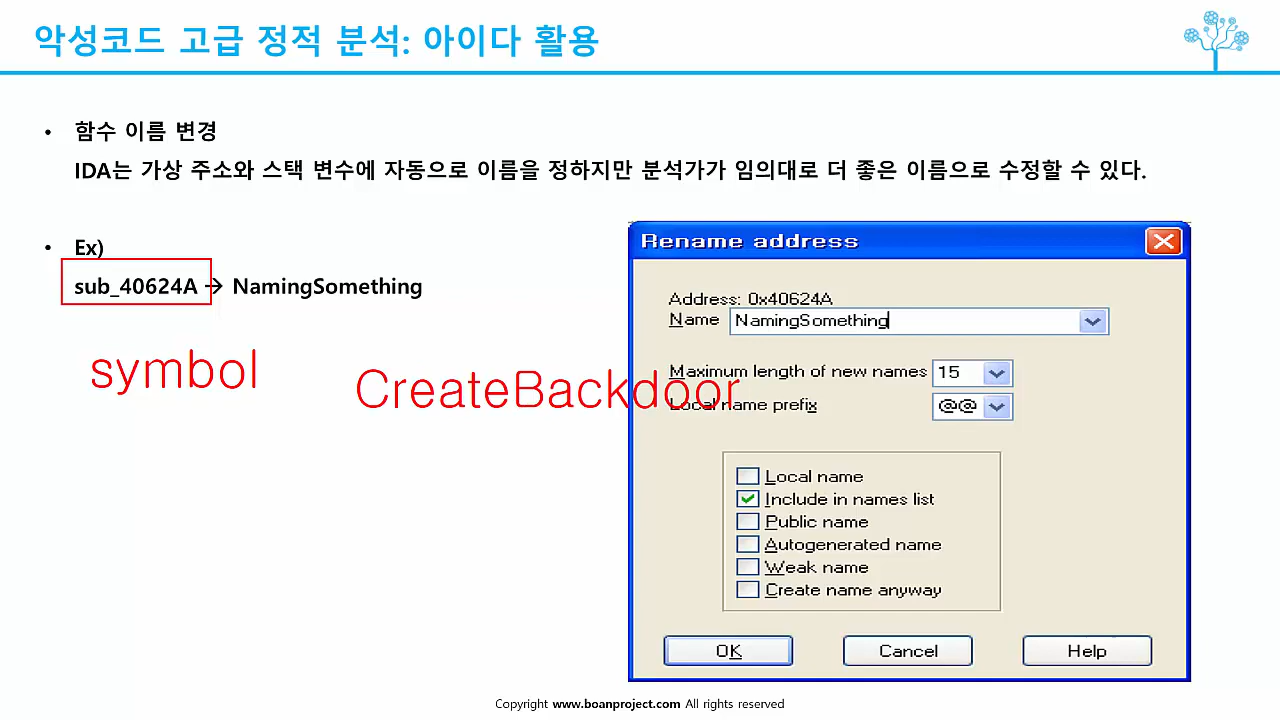 악성코드 고급 정적 분석: 아이다 활용
• 함수 이름 변경
IDA는 가상 주소와 스택 변수에 자동으로 이름을 정하지만 분석가가 임의대로 더 좋은 이름으로 수정할 수 있다.
• Ex)
sub_40624A → NamingSomething
symbol
CreateBackdoor
Rename address
Address: 0x40624A
Name NamingSomething
Maximum length of new names 15
Local name prefix @@
Local name
Include in names list
Public name
Autogenerated name
Weak name
Create name anyway
OK Cancel Help
Copyright www.boanproject.com All rights reserved